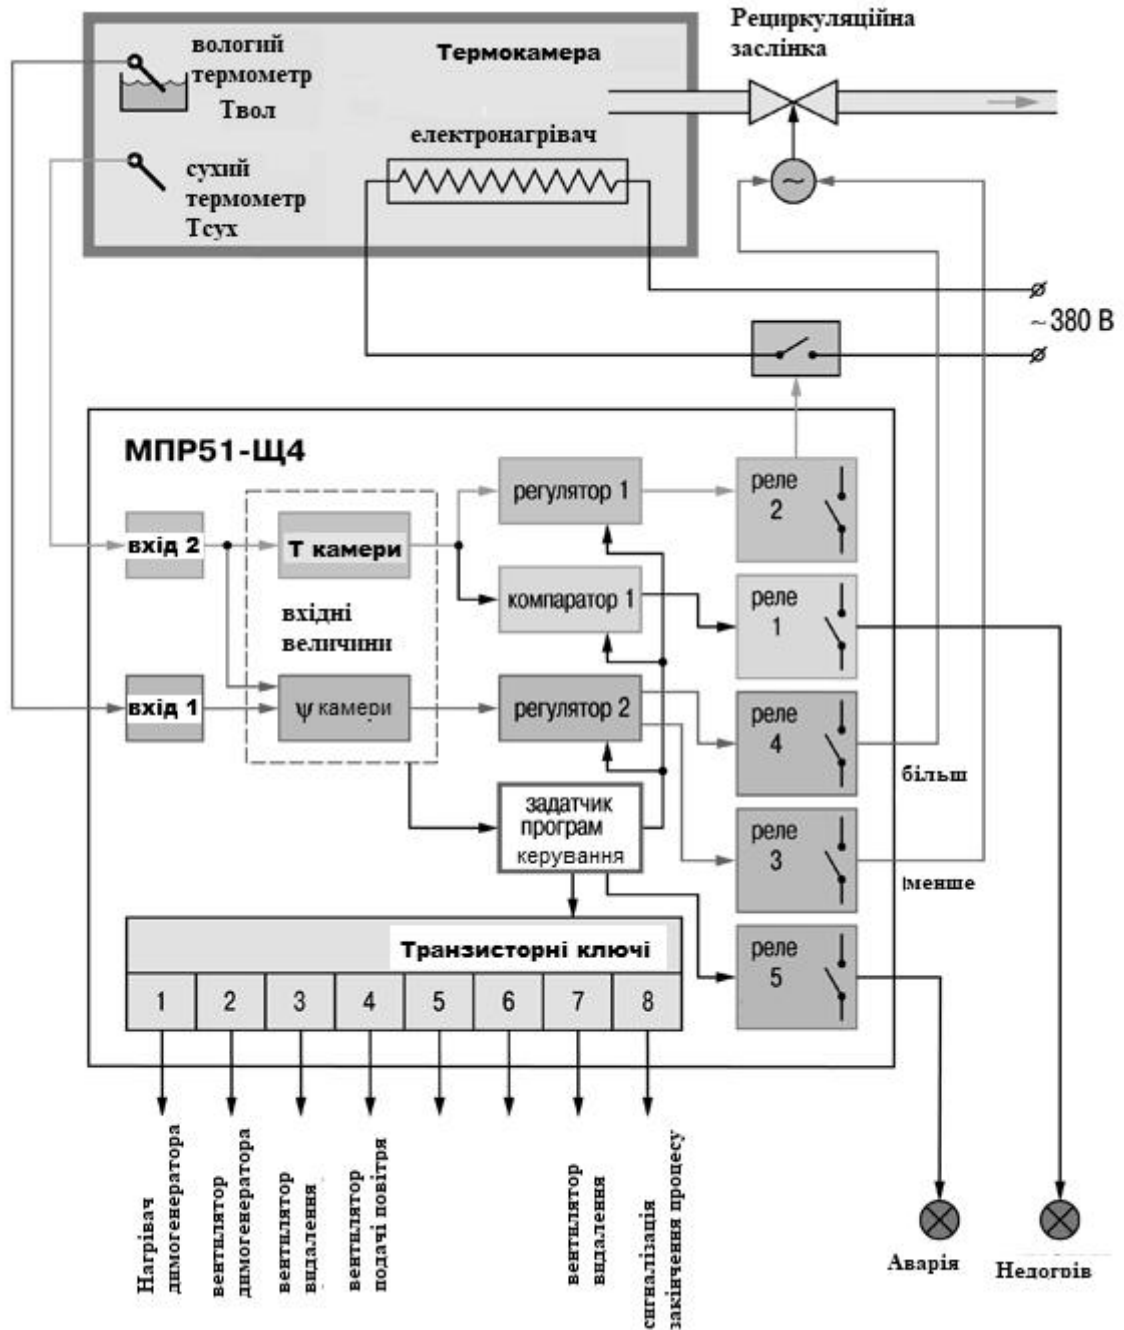 Рециркуляційна
заслінка
вологий
термометр
Твол
Термокамера
електронагрівач
сухий
термометр
Тсух
~
~380 В
МПР51-Щ4
вхід 2
Т камери
регулятор 1
реле
2
вхідні
величини
компаратор 1
реле
1
вхід 1
ψ камери
регулятор 2
реле
4
більш
задатчик
програм
керування
реле
3
менше
Транзисторні ключі
реле
5
1 2 3 4 5 6 7 8
Нагрівач
димогенератора
вентилятор
димогенератора
вентилятор
видалення
вентилятор
подачі повітря
вентилятор
видалення
сигналізація
закінчення процесу
Аварія
Недогрів